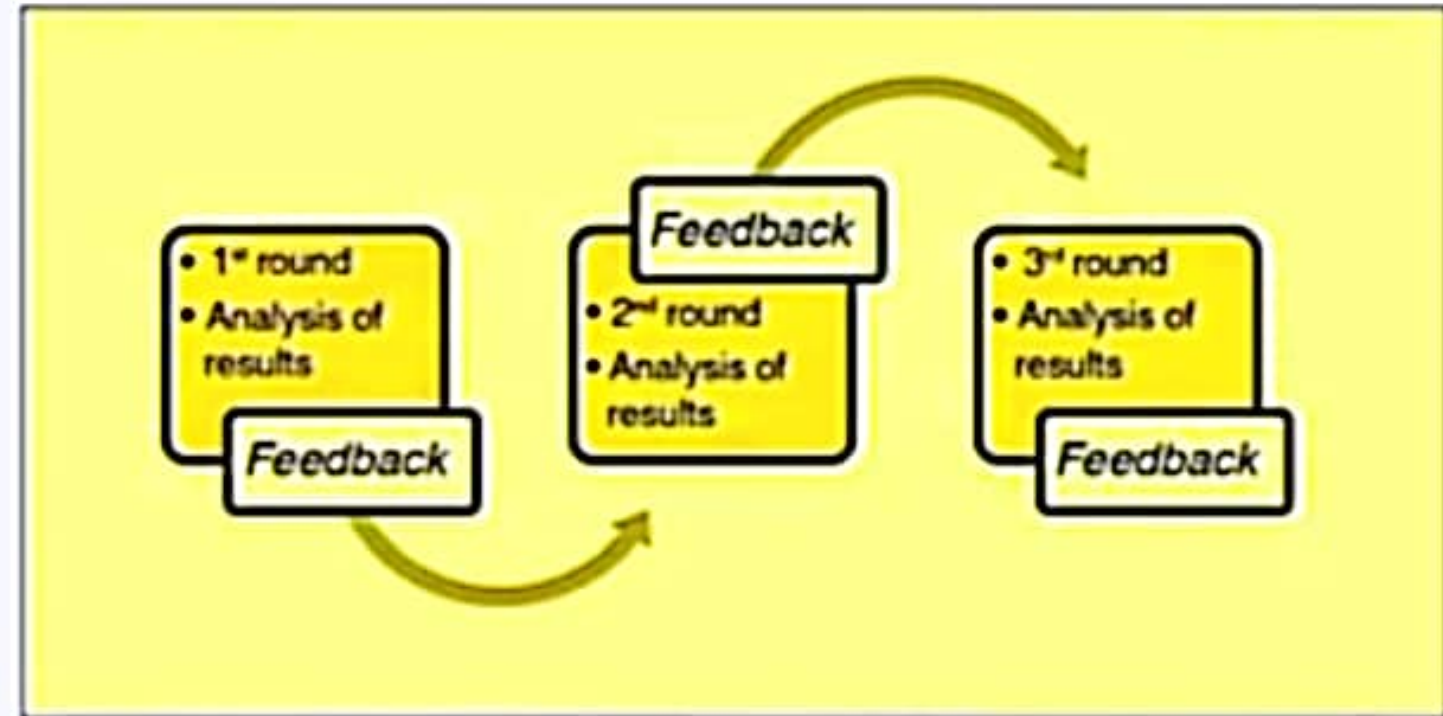 • 1st round
• Analysis of
results
Feedback
Feedback
• 2nd round
• Analysis of
results
• 3rd round
• Analysis of
results
Feedback